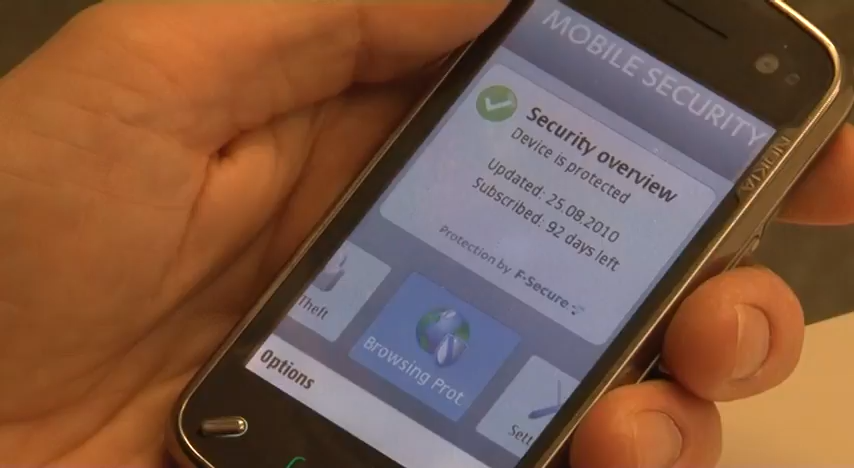 MOBILE SECURITY
NOKIA
Security overview
Device is protected
Updated: 25.08.2010
Subscribed: 92 days left
Protection by F-Secure
Theft
Browsing Prot
Sett
Options